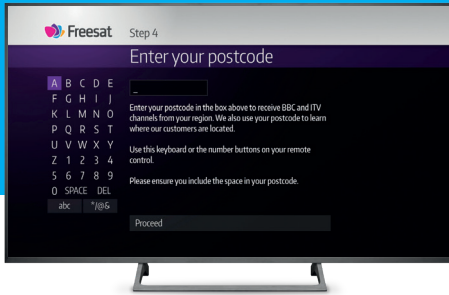 Freesat Step 4
Enter your postcode
A B C D E
F G H I J
K L M N O
P Q R S T
U V W X Y
Z 1 2 3 4
5 6 7 8 9
0 SPACE DEL
abc */@&
_
Enter your postcode in the box above to receive BBC and ITV
channels from your region. We also use your postcode to learn
where our customers are located.
Use this keyboard or the number buttons on your remote
control.
Please ensure you include the space in your postcode.
Proceed